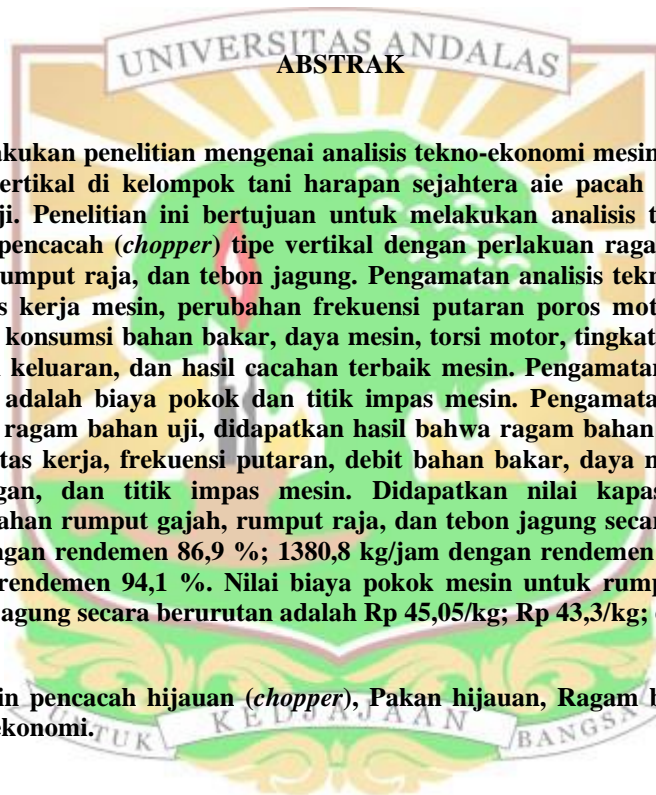 UNIVERSITAS ANDALAS
ABSTRAK
akukan penelitian mengenai analisis tekno-ekonomi mesin
ertikal di kelompok tani harapan sejahtera aie pacah
ji. Penelitian ini bertujuan untuk melakukan analisis t
pencacah (chopper) tipe vertikal dengan perlakuan raga
umput raja, dan tebon jagung. Pengamatan analisis tekn
s kerja mesin, perubahan frekuensi putaran poros mot
konsumsi bahan bakar, daya mesin, torsi motor, tingkat
keluaran, dan hasil cacahan terbaik mesin. Pengamatan
adalah biaya pokok dan titik impas mesin. Pengamata
ragam bahan uji, didapatkan hasil bahwa ragam bahan
tas kerja, frekuensi putaran, debit bahan bakar, daya m
gan, dan titik impas mesin. Didapatkan nilai kapas
ahan rumput gajah, rumput raja, dan tebon jagung secar
gan rendemen 86,9 %; 1380,8 kg/jam dengan rendemen
rendemen 94,1 %. Nilai biaya pokok mesin untuk rump
agung secara berurutan adalah Rp 45,05/kg; Rp 43,3/kg;
in pencacah hijauan (chopper), Pakan hijauan, Ragam b
ekonomi.
UNTUK KEDJAJAAN BANGSA